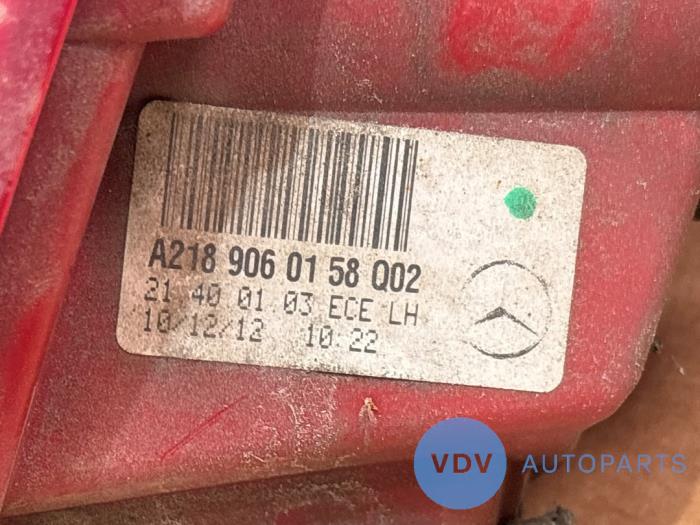 A218 906 01 58 Q02
21 40 01 03 ECE LH
10/12/12 10:22
VDV AUTOPARTS